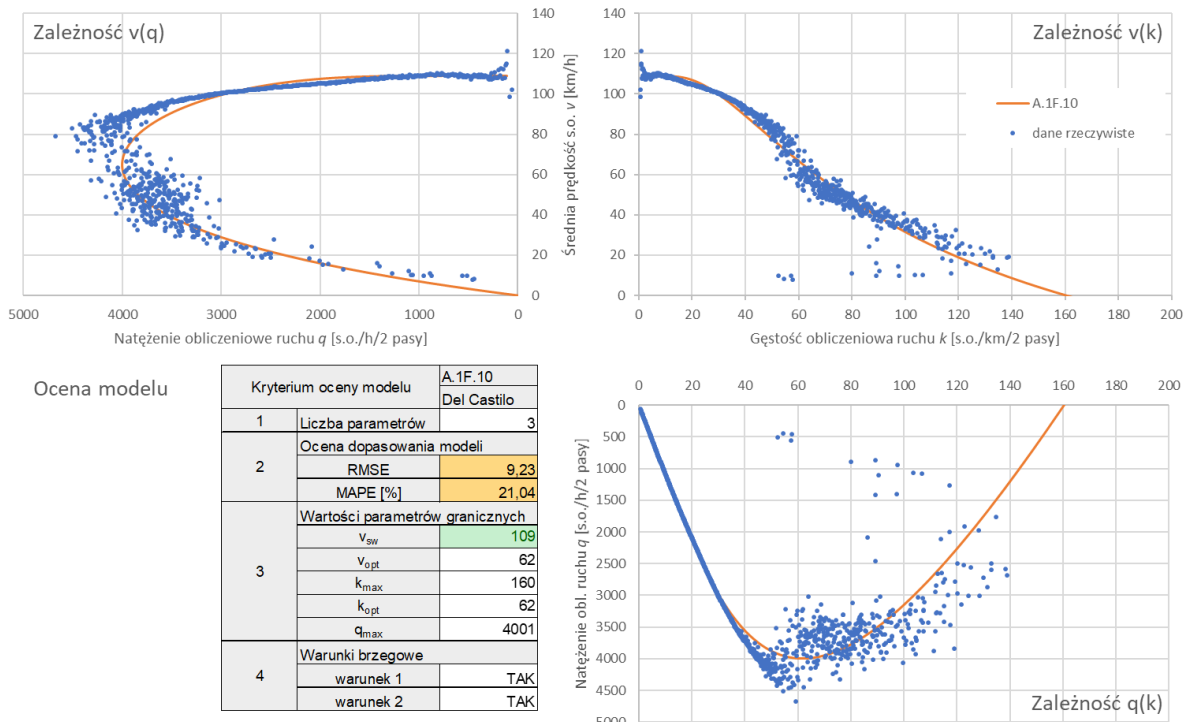 Zależność v(q)
140
120
100
80
60
40
20
0
Średnia prędkość s.o. v [km/h]
5000 4000 3000 2000 1000 0
Natężenie obliczeniowe ruchu q [s.o./h/2 pasy]
Zależność v(k)
140
120
100
80
60
40
20
0
A.1F.10
dane rzeczywiste
0 20 40 60 80 100 120 140 160 180 200
Gęstość obliczeniowa ruchu k [s.o./km/2 pasy]
Ocena modelu
Kryterium oceny modelu A.1F.10
Del Castilo
1 Liczba parametrów 3
2 Ocena dopasowania modeli
RMSE 9,23
MAPE [%] 21,04
3 Wartości parametrów granicznych
vsw 109
vopt 62
kmax 160
kopt 62
qmax 4001
4 Warunki brzegowe
warunek 1 TAK
warunek 2 TAK
0 20 40 60 80 100 120 140 160 180 200
0
500
1000
1500
2000
2500
3000
3500
4000
4500
5000
Natężenie obl. ruchu q [s.o./h/2 pasy]
Zależność q(k)